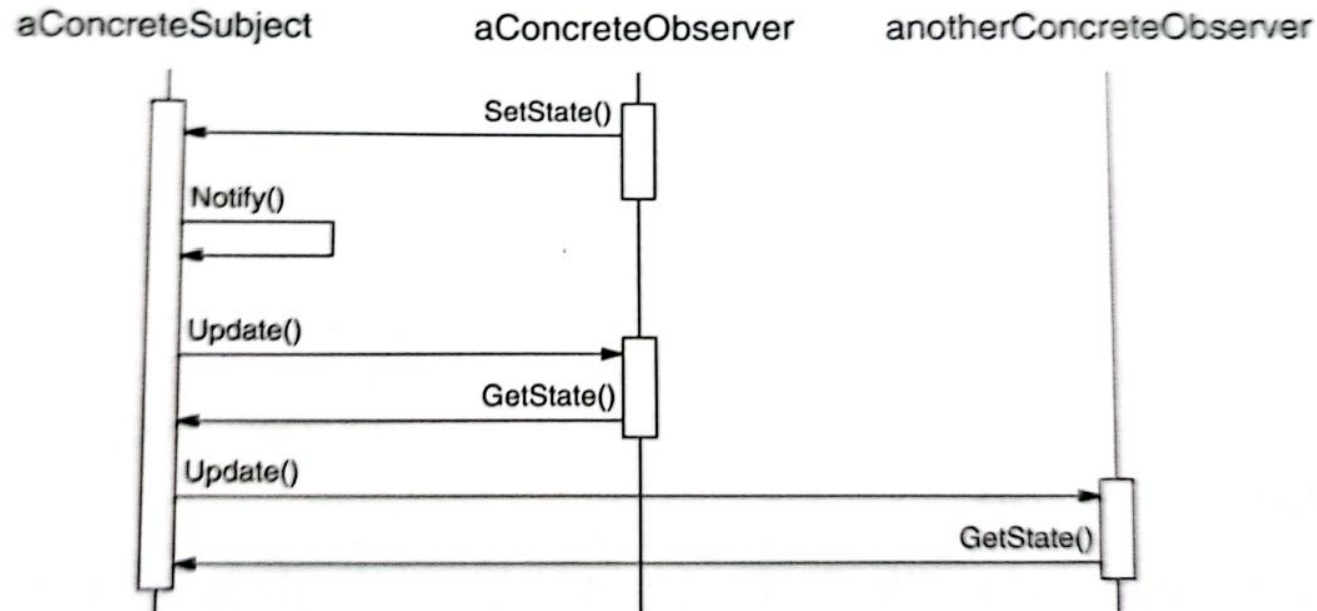 aConcreteSubject
aConcreteObserver
anotherConcreteObserver
SetState()
Notify()
Update()
GetState()
Update()
GetState()